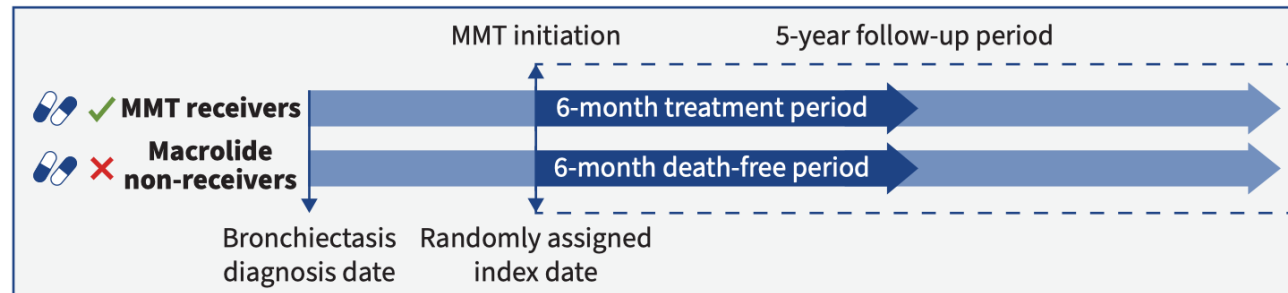 MMT initiation
5-year follow-up period
MMT receivers
6-month treatment period
Macrolide
non-receivers
6-month death-free period
Bronchiectasis
diagnosis date
Randomly assigned
index date